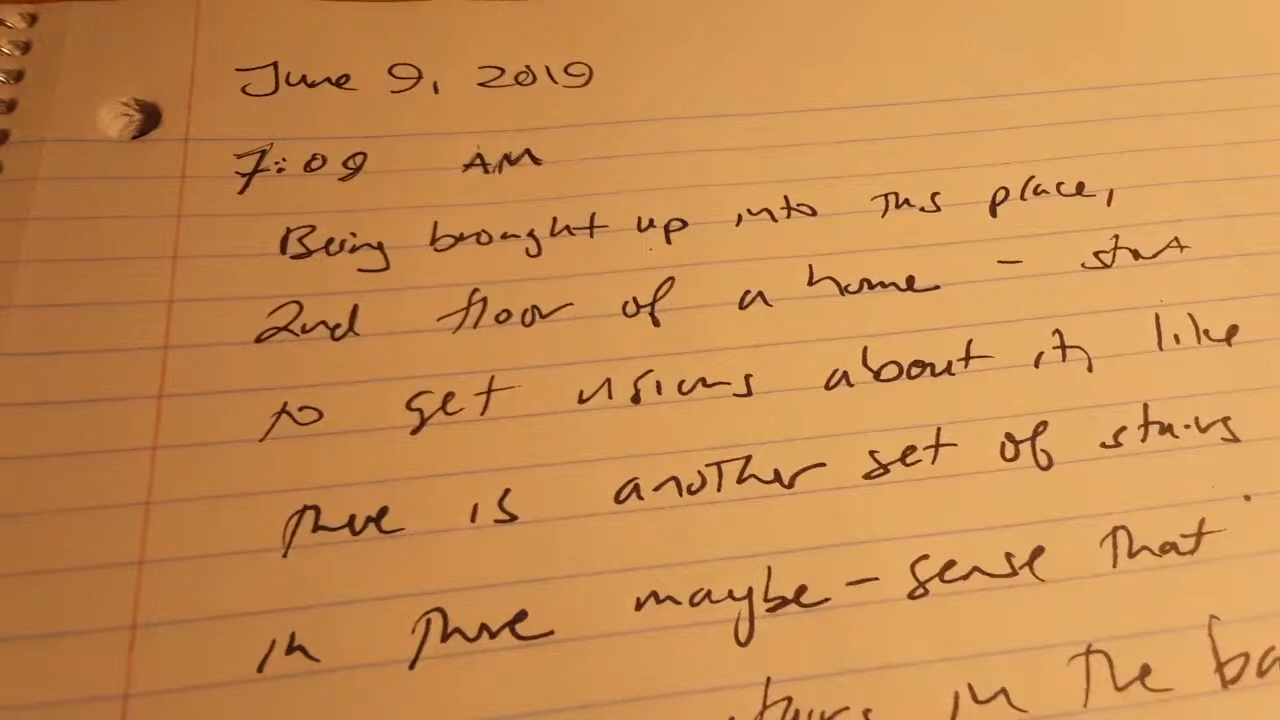 June 9, 2019
7:09 AM
Being brought up into this place,
2nd floor of a home - start
to get visions about it, like
there is another set of stairs
in there maybe - sense that
in the